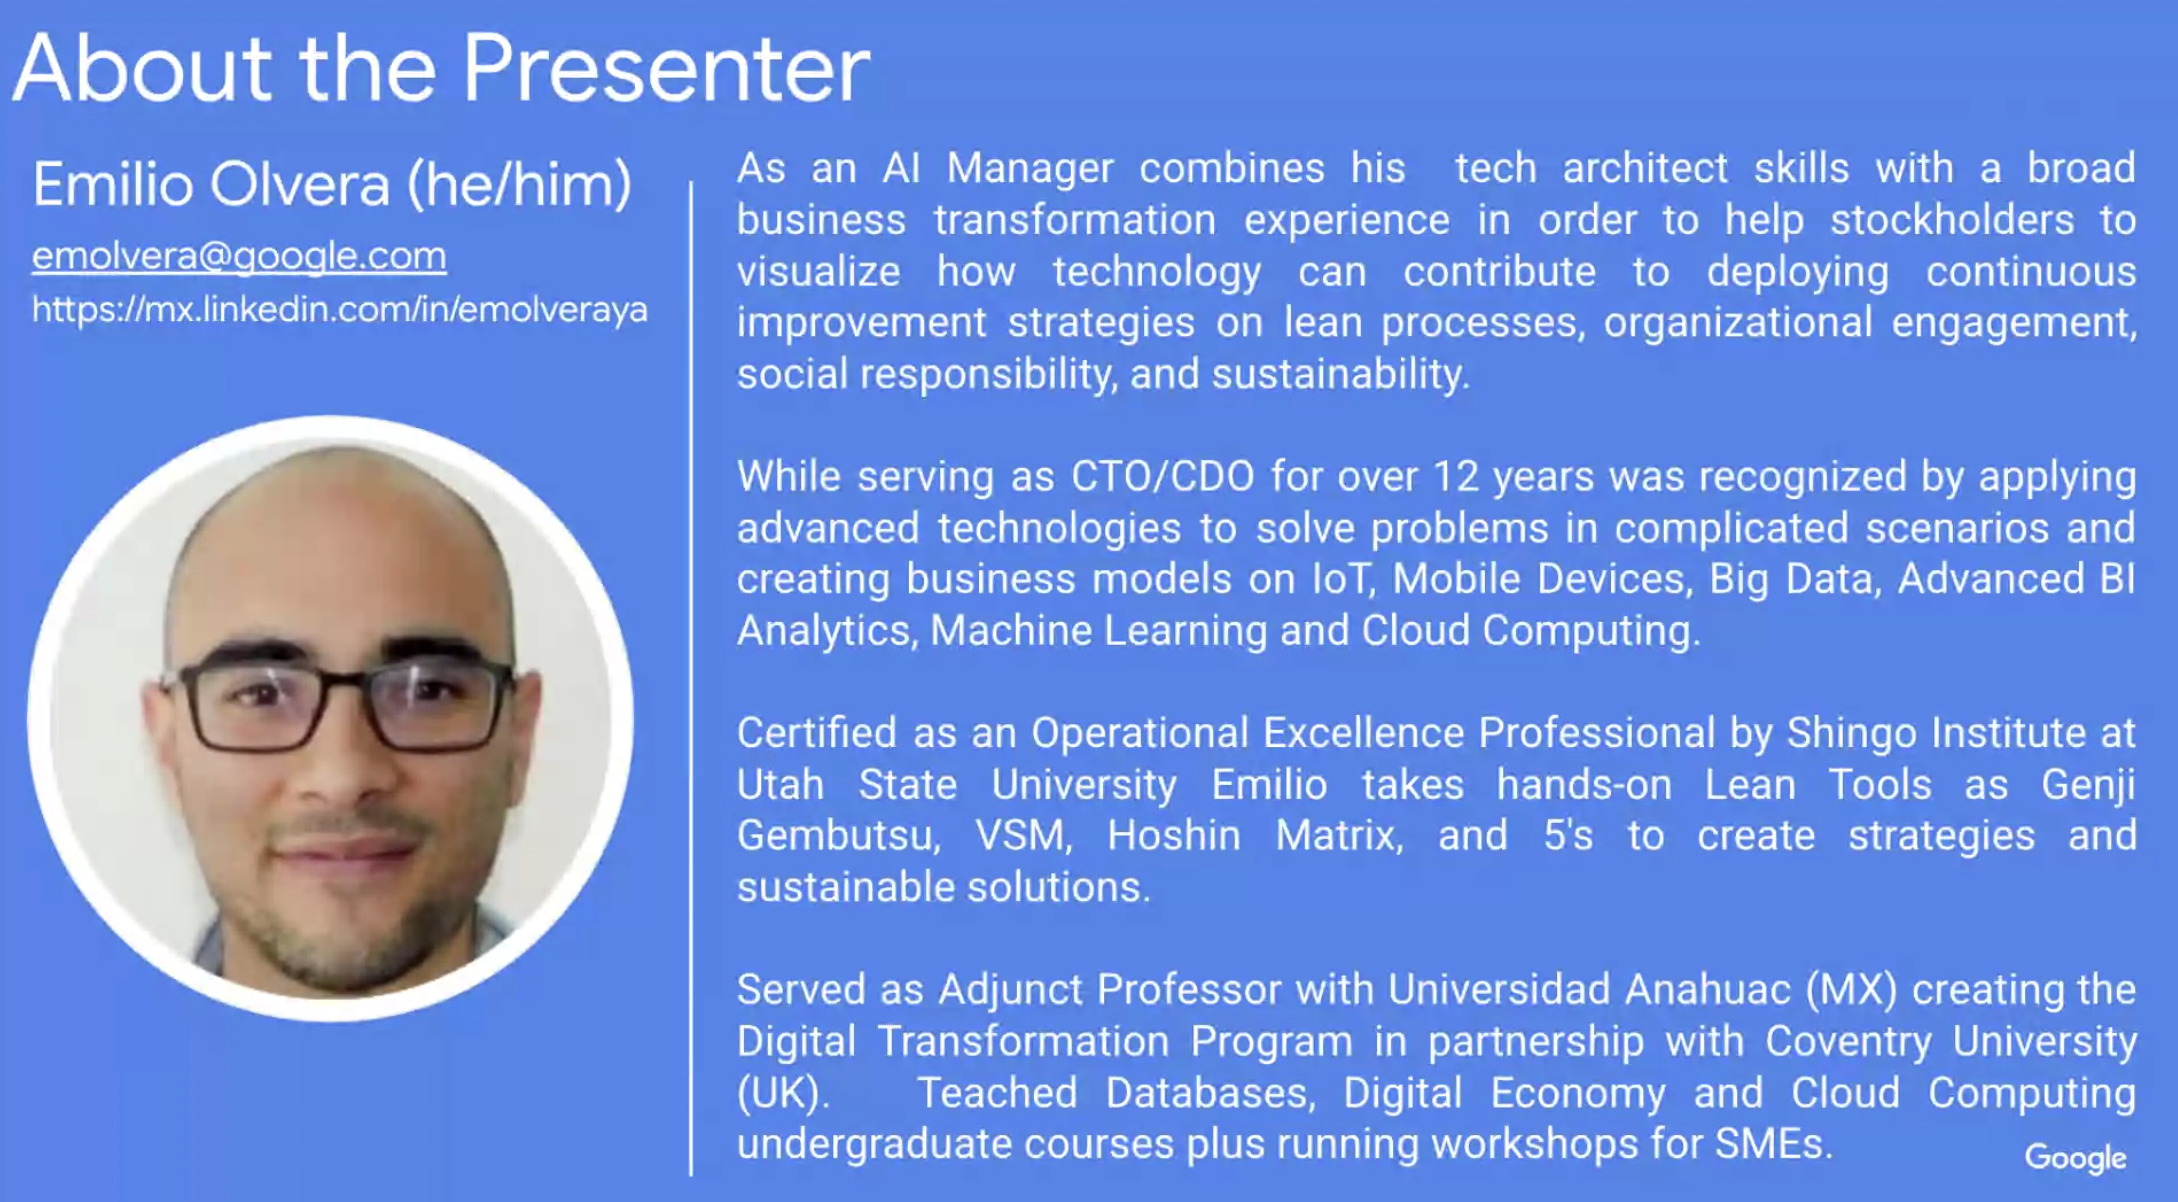 About the Presenter
Emilio Olvera (he/him)
emolvera@google.com
https://mx.linkedin.com/in/emolveraya
As an AI Manager combines his tech architect skills with a broad
business transformation experience in order to help stockholders to
visualize how technology can contribute to deploying continuous
improvement strategies on lean processes, organizational engagement,
social responsibility, and sustainability.
While serving as CTO/CDO for over 12 years was recognized by applying
advanced technologies to solve problems in complicated scenarios and
creating business models on IoT, Mobile Devices, Big Data, Advanced BI
Analytics, Machine Learning and Cloud Computing.
Certified as an Operational Excellence Professional by Shingo Institute at
Utah State University Emilio takes hands-on Lean Tools as Genji
Gembutsu, VSM, Hoshin Matrix, and 5's to create strategies and
sustainable solutions.
Served as Adjunct Professor with Universidad Anahuac (MX) creating the
Digital Transformation Program in partnership with Coventry University
(UK). Teached Databases, Digital Economy and Cloud Computing
undergraduate courses plus running workshops for SMEs.
Google